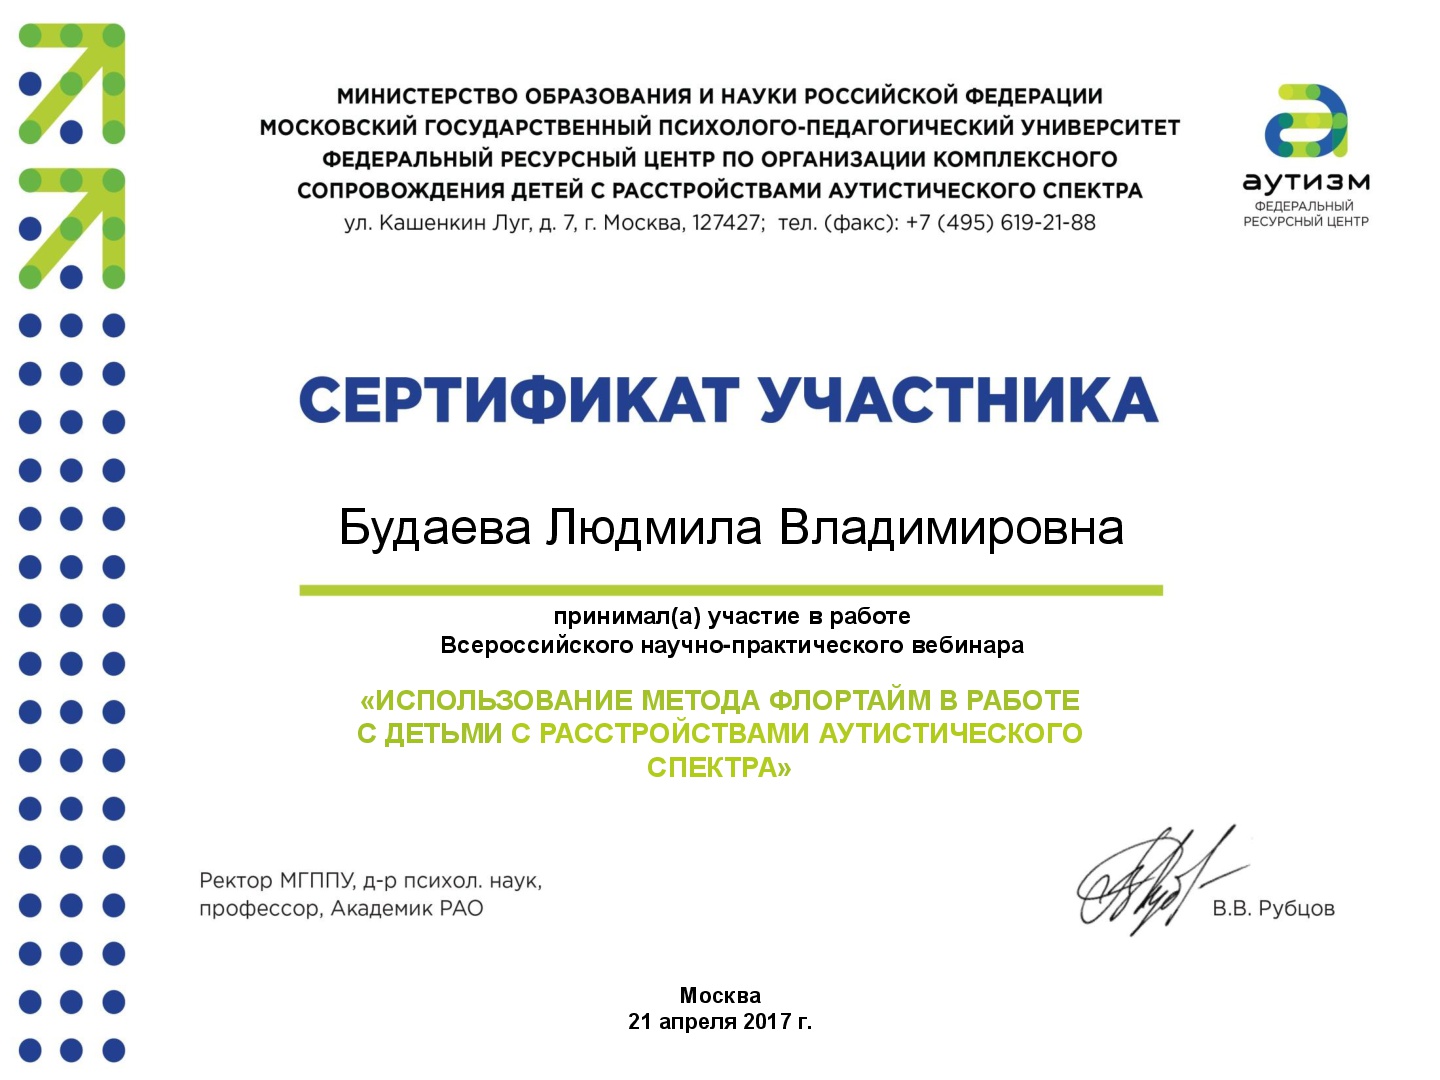 МИНИСТЕРСТВО ОБРАЗОВАНИЯ И НАУКИ РОССИЙСКОЙ ФЕДЕРАЦИИ
МОСКОВСКИЙ ГОСУДАРСТВЕННЫЙ ПСИХОЛОГО-ПЕДАГОГИЧЕСКИЙ УНИВЕРСИТЕТ
ФЕДЕРАЛЬНЫЙ РЕСУРСНЫЙ ЦЕНТР ПО ОРГАНИЗАЦИИ КОМПЛЕКСНОГО
СОПРОВОЖДЕНИЯ ДЕТЕЙ С РАССТРОЙСТВАМИ АУТИСТИЧЕСКОГО СПЕКТРА
ул. Кашенкин Луг, д. 7, г. Москва, 127427; тел. (факс): +7 (495) 619-21-88
аутизм
ФЕДЕРАЛЬНЫЙ
РЕСУРСНЫЙ ЦЕНТР
СЕРТИФИКАТ УЧАСТНИКА
Будаева Людмила Владимировна
принимал(а) участие в работе
Всероссийского научно-практического вебинара
«ИСПОЛЬЗОВАНИЕ МЕТОДА ФЛОРТАЙМ В РАБОТЕ
С ДЕТЬМИ С РАССТРОЙСТВАМИ АУТИСТИЧЕСКОГО
СПЕКТРА»
Ректор МГППУ, д-р психол. наук,
профессор, Академик РАО
В.В. Рубцов
Москва
21 апреля 2017 г.